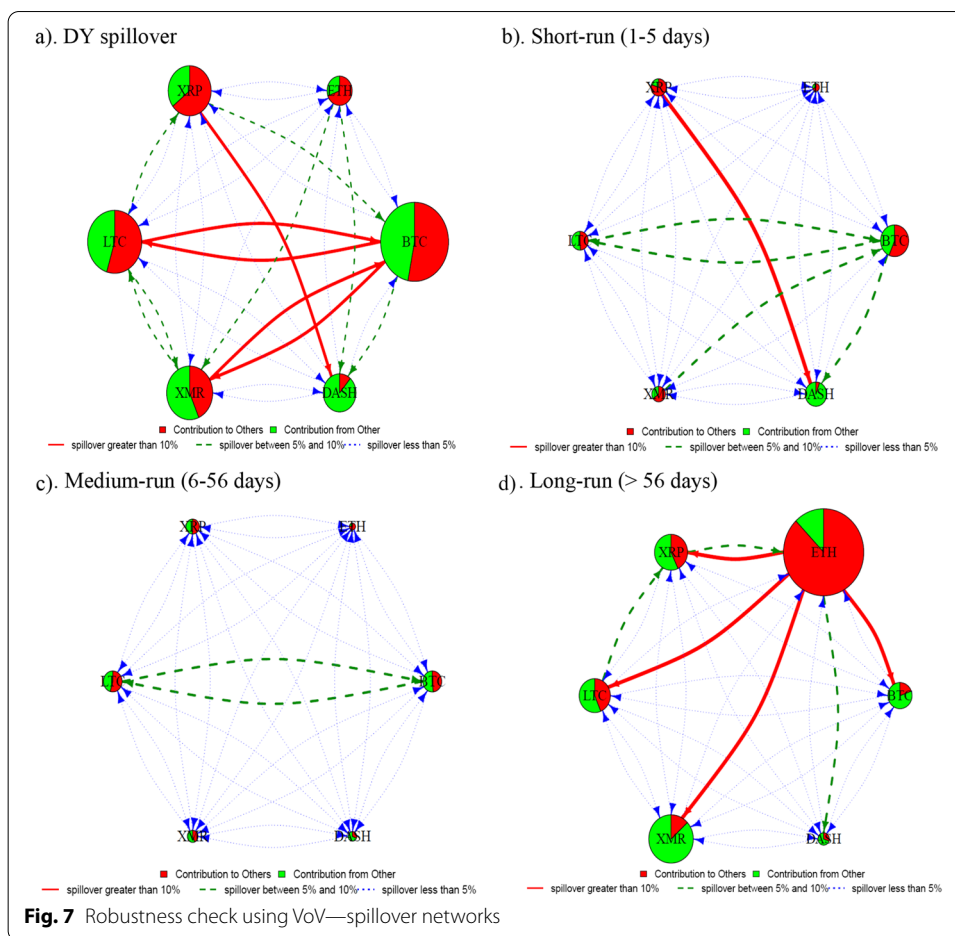 a). DY spillover
b). Short-run (1-5 days)
XRP
ETH
LTC
BTC
XMR
DASH
Contribution to Others
Contribution from Other
spillover greater than 10%
spillover between 5% and 10%
spillover less than 5%
XRP
ETH
LTC
BTC
XMR
DASH
Contribution to Others
Contribution from Other
spillover greater than 10%
spillover between 5% and 10%
spillover less than 5%
c). Medium-run (6-56 days)
d). Long-run (> 56 days)
XRP
ETH
LTC
BTC
XMR
DASH
Contribution to Others
Contribution from Other
spillover greater than 10%
spillover between 5% and 10%
spillover less than 5%
XRP
ETH
LTC
BTC
XMR
DASH
Contribution to Others
Contribution from Other
spillover greater than 10%
spillover between 5% and 10%
spillover less than 5%
Fig. 7 Robustness check using VoV—spillover networks